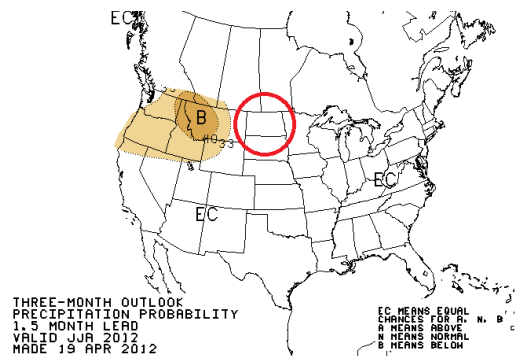 EC
B
40
33
EC
EC
THREE-MONTH OUTLOOK
PRECIPITATION PROBABILITY
1.5 MONTH LEAD
VALID JJA 2012
MADE 19 APR 2012
EC MEANS EQUAL
CHANCES FOR A, N, B
A MEANS ABOVE
N MEANS NORMAL
B MEANS BELOW